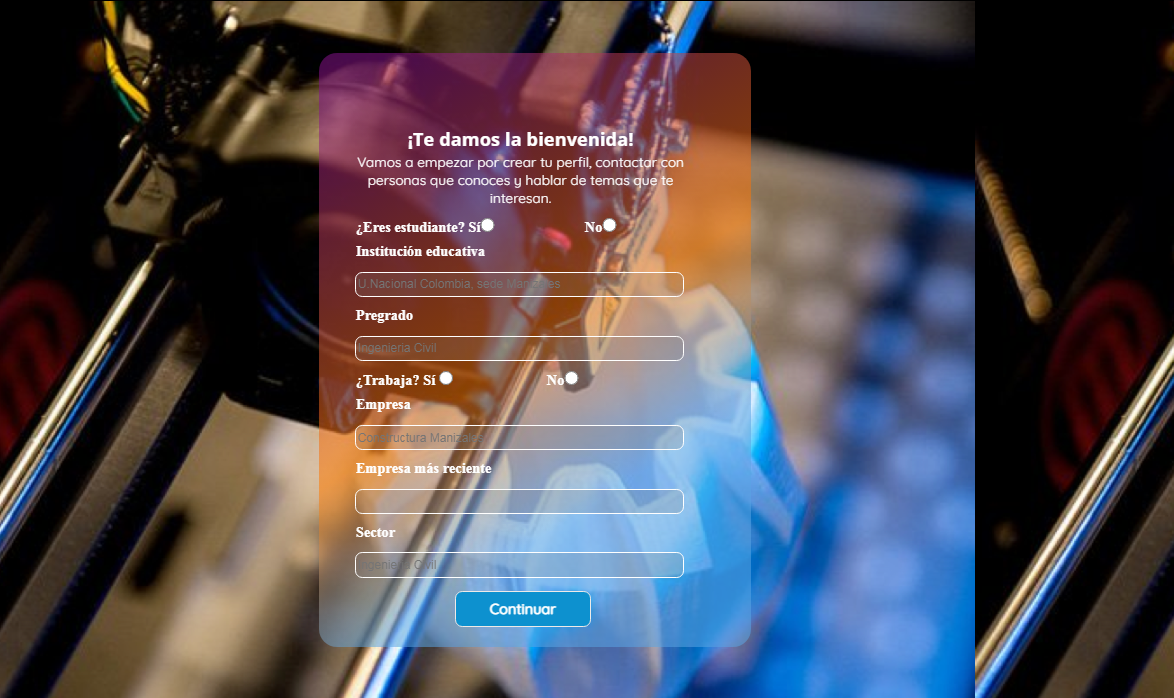 ¡Te damos la bienvenida!
Vamos a empezar por crear tu perfil, contactar con
personas que conoces y hablar de temas que te
interesan.
¿Eres estudiante? Sí No
Institución educativa
U.Nacional Colombia, sede Manizales
Pregrado
Ingenieria Civil
¿Trabaja? Sí No
Empresa
Constructura Manizales
Empresa más reciente
Sector
Ingenieria Civil
Continuar